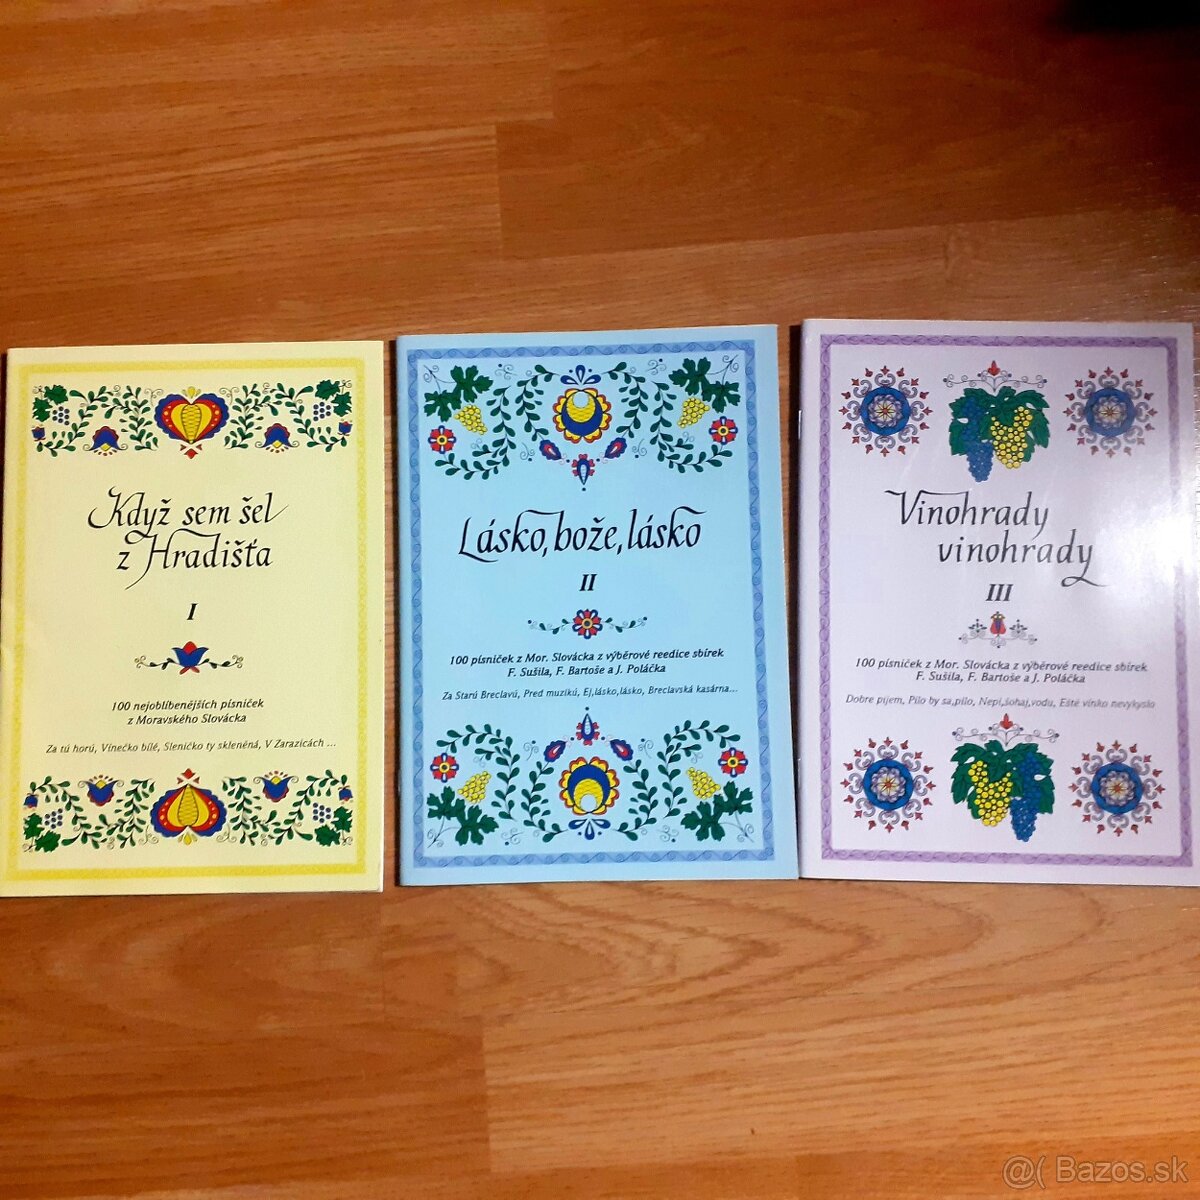 Když sem šel
z Hradišťa
I
100 nejoblíbenějších písniček
z Moravského Slovácka
Za tú horú, Vínečko bílé, Sleničko ty skleněná, V Zarazicách ...
Lásko, bože, lásko
II
100 písniček z Mor. Slovácka z výběrové reedice sbírek
F. Sušila, F. Bartoše a J. Poláčka
Za Starú Breclavú, Pred muzikú, Ej,lásko,lásko, Breclavská kasárna...
Vinohrady
vinohrady
III
100 písniček z Mor. Slovácka z výběrové reedice sbírek
F. Sušila, F. Bartoše a J. Poláčka
Dobre pijem, Pilo by sa,pilo, Nepi,šohaj,vodu, Eště vínko nevykyslo
@( Bazos.sk